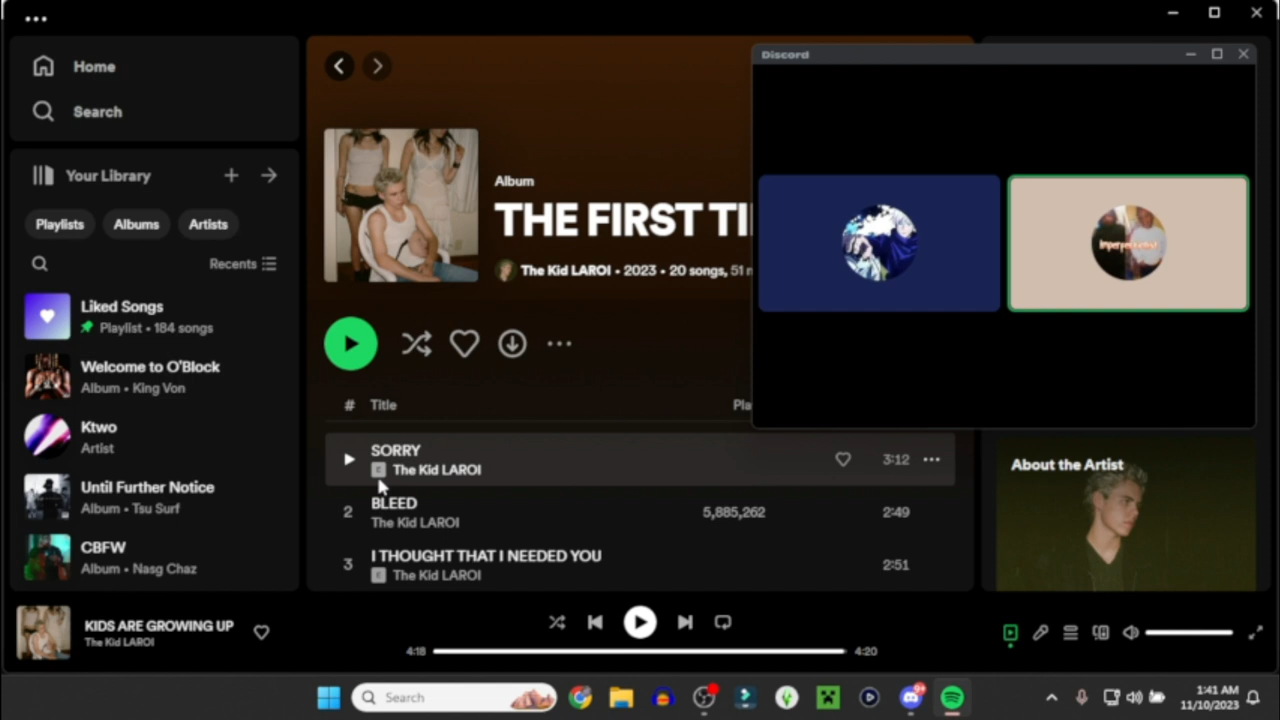 Home
Search
Your Library
Playlists
Albums
Artists
Recents
Liked Songs
Playlist • 184 songs
Welcome to O'Block
Album • King Von
Ktwo
Artist
Until Further Notice
Album • Tsu Surf
CBFW
Album • Nasg Chaz
Album
THE FIRST TI
The Kid LAROI • 2023 • 20 songs, 51 m
# Title Pla
SORRY
E The Kid LAROI
3:12
2 BLEED 5,885,262 2:49
The Kid LAROI
3 I THOUGHT THAT I NEEDED YOU 2:51
E The Kid LAROI
Discord
About the Artist
KIDS ARE GROWING UP
The Kid LAROI
4:18 4:20
Search
9+
1:41 AM
11/10/2023